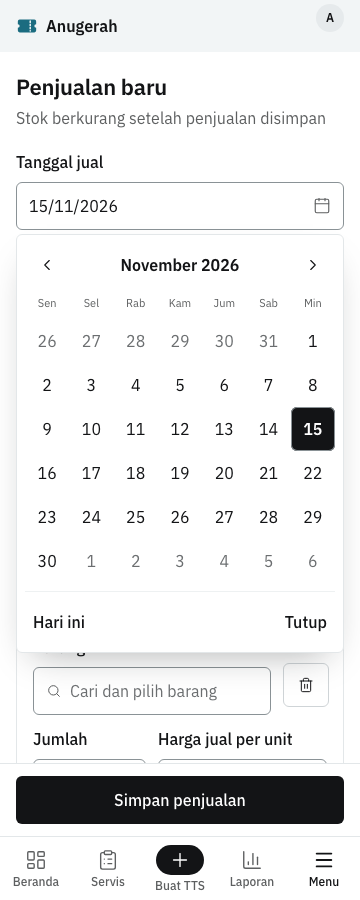 Anugerah
A
Penjualan baru
Stok berkurang setelah penjualan disimpan
Tanggal jual
15/11/2026
November 2026
Sen Sel Rab Kam Jum Sab Min
26 27 28 29 30 31 1
2 3 4 5 6 7 8
9 10 11 12 13 14 15
16 17 18 19 20 21 22
23 24 25 26 27 28 29
30 1 2 3 4 5 6
Hari ini Tutup
Cari dan pilih barang
Jumlah Harga jual per unit
Simpan penjualan
Beranda Servis Buat TTS Laporan Menu